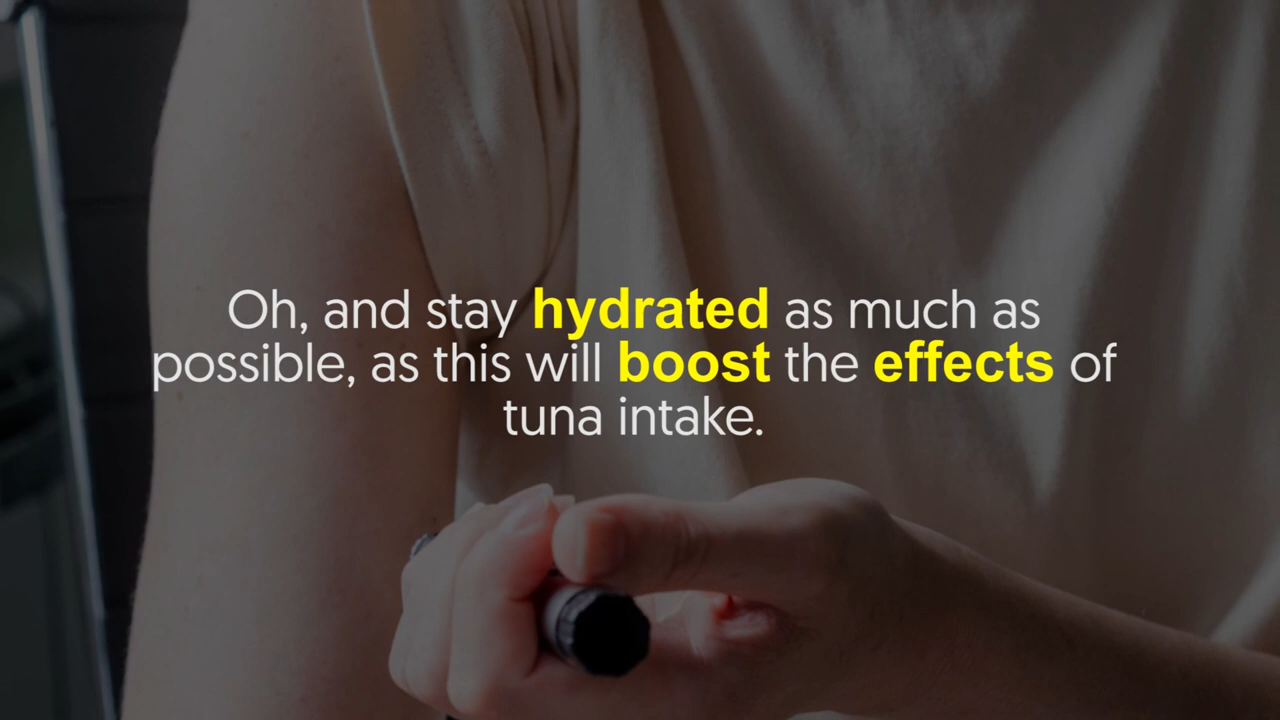 Oh, and stay hydrated as much as
possible, as this will boost the effects of
tuna intake.